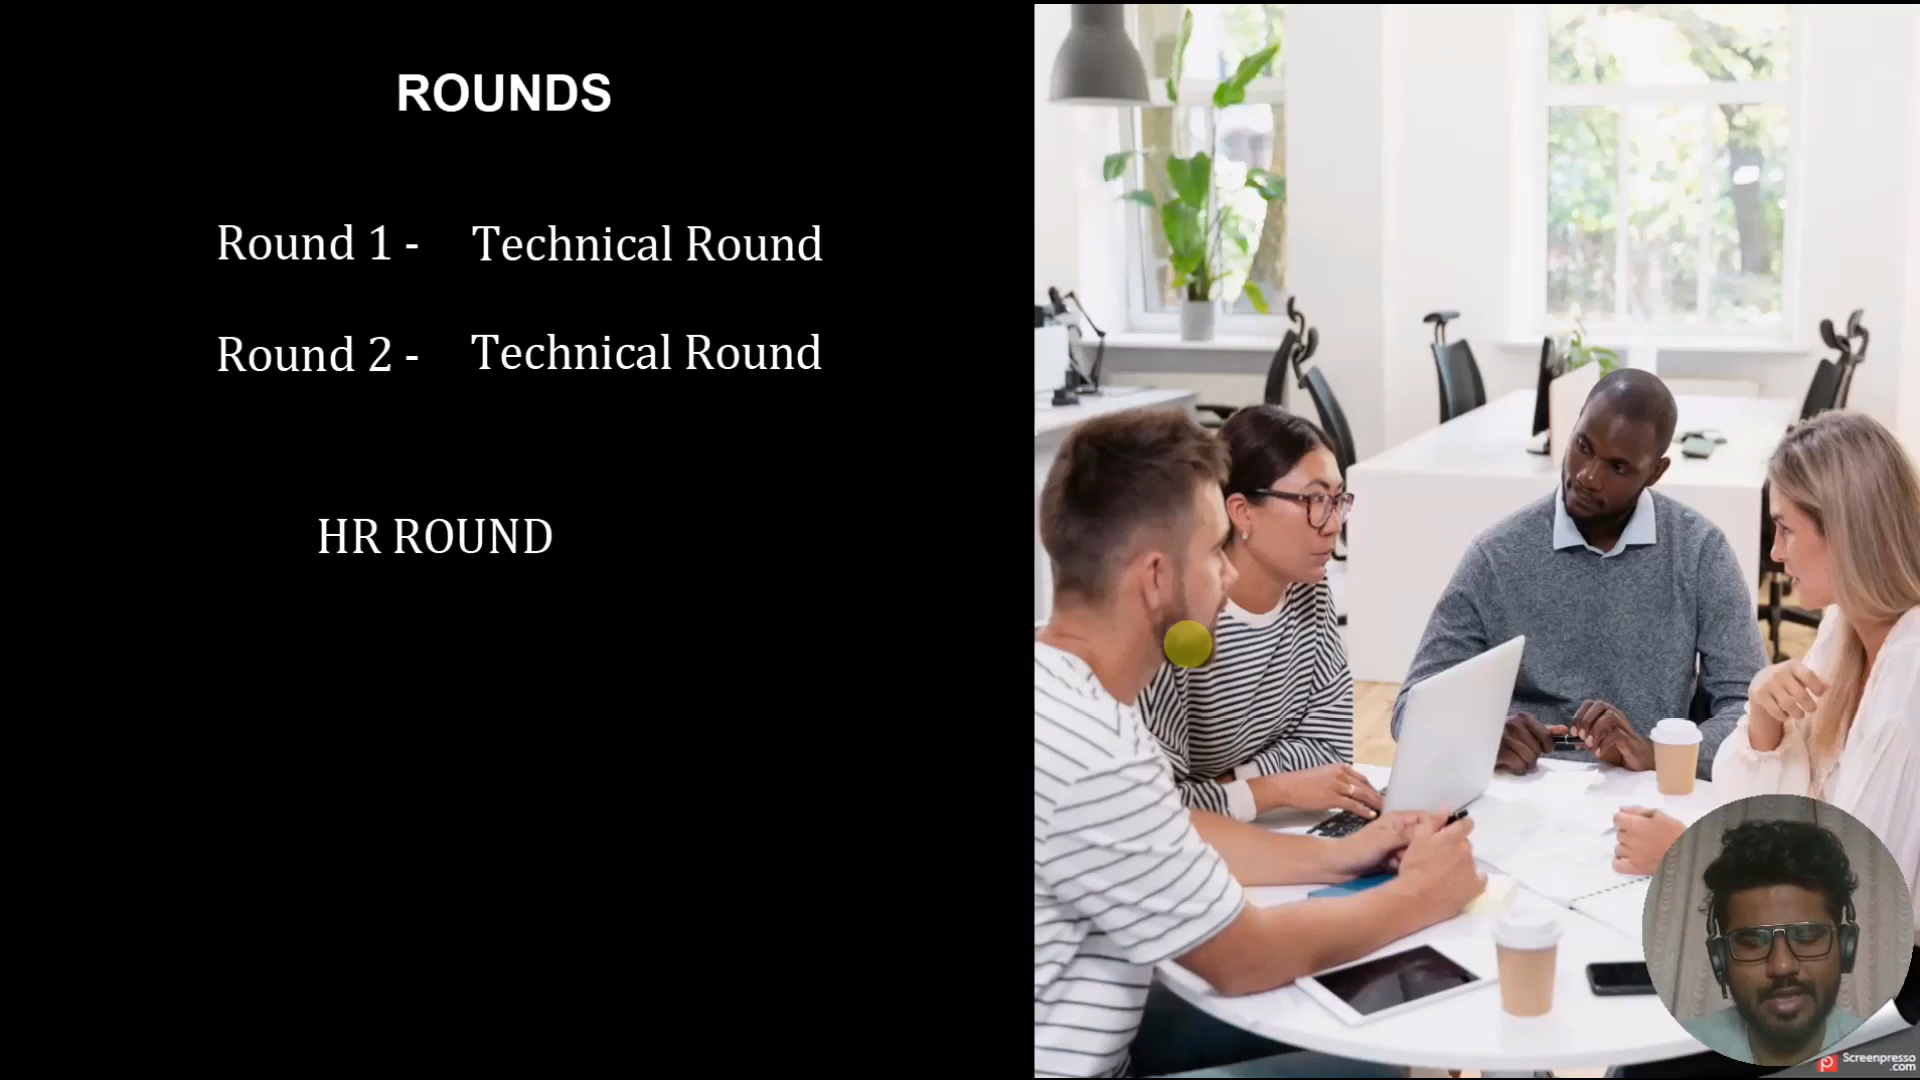 ROUNDS
Round 1 - Technical Round
Round 2 - Technical Round
HR ROUND
Screenpresso
.com